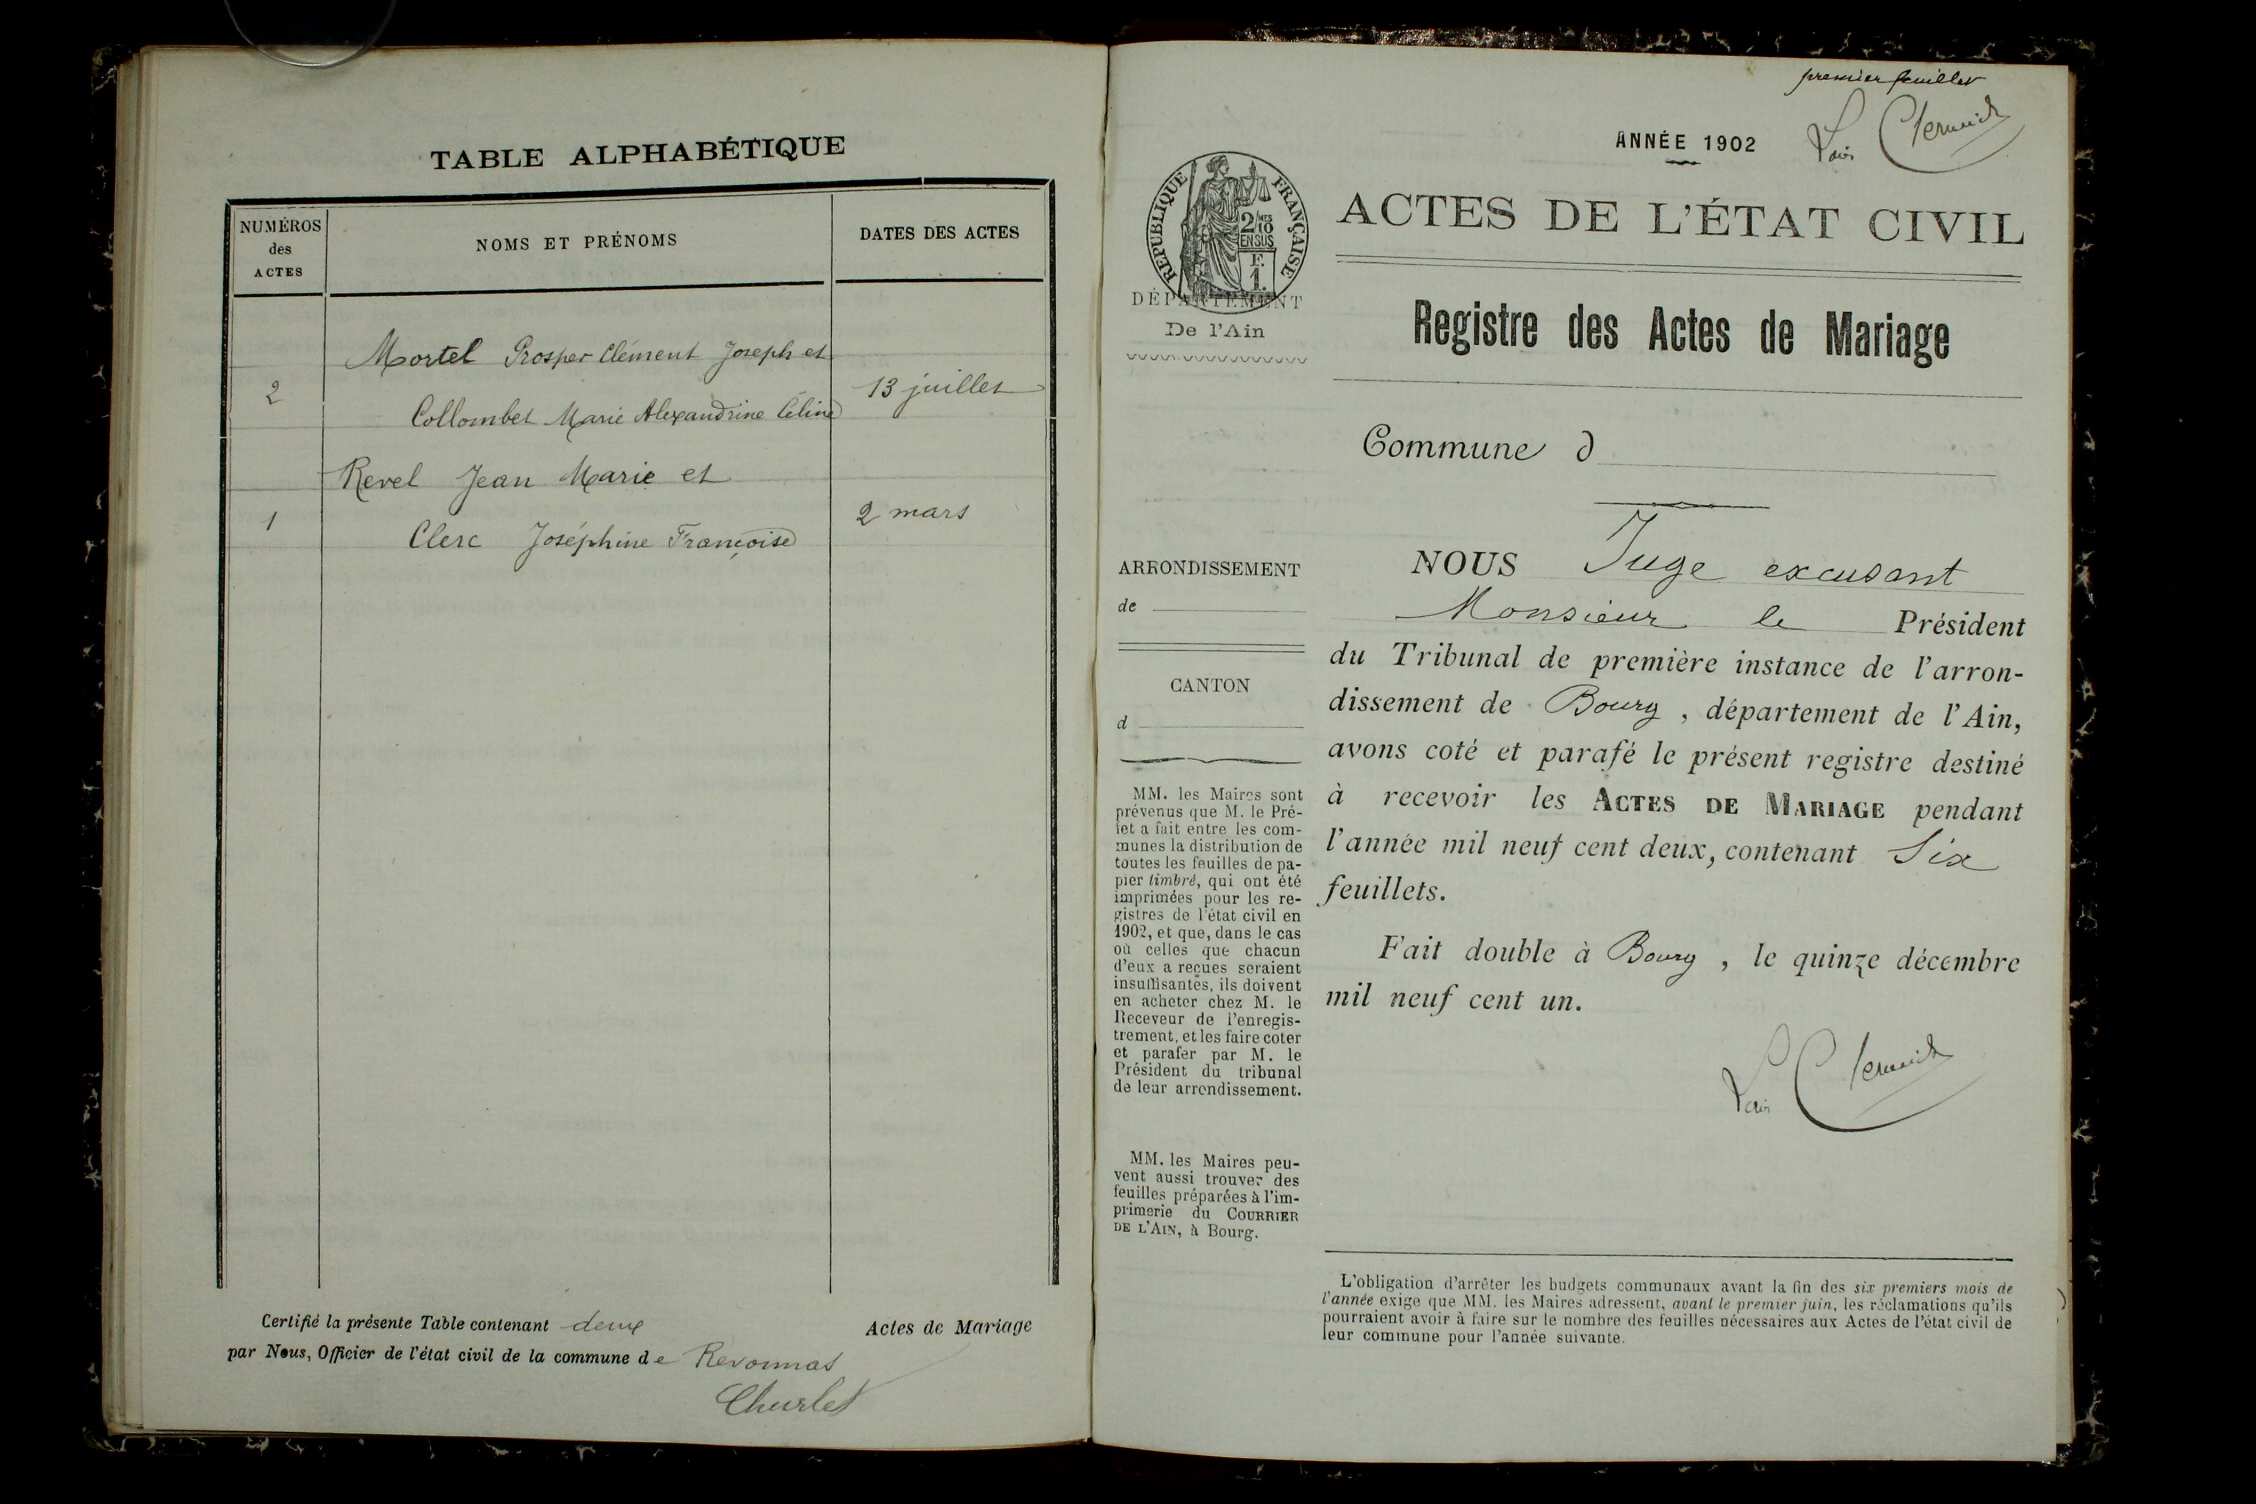 TABLE ALPHABÉTIQUE
NUMÉROS
des
ACTES
NOMS ET PRÉNOMS
DATES DES ACTES
Mortel Prosper Clément Joseph et
2
13 juillet
Collombet Marie Alexandrine Céline
Revel Jean Marie et
1
2 mars
Clerc Joséphine Françoise
Certifié la présente Table contenant deux Actes de Mariage
par Nous, Officier de l'état civil de la commune de Revonnas
Churlet
premier feuillet
ANNÉE 1902
RÉPUBLIQUE FRANÇAISE
2/10 MES
EN SUS
F.
1.
ACTES DE L'ÉTAT CIVIL
DÉPARTEMENT
De l'Ain
Registre des Actes de Mariage
Commune d
ARRONDISSEMENT
de
CANTON
d
MM. les Maires sont
prévenus que M. le Pré-
fet a fait entre les com-
munes la distribution de
toutes les feuilles de pa-
pier timbré, qui ont été
imprimées pour les re-
gistres de l'état civil en
1902, et que, dans le cas
où celles que chacun
d'eux a reçues seraient
insuffisantes, ils doivent
en acheter chez M. le
Receveur de l'enregis-
trement, et les faire coter
et parafer par M. le
Président du tribunal
de leur arrondissement.
MM. les Maires peu-
vent aussi trouver des
feuilles préparées à l'im-
primerie du COURRIER
DE L'AIN, à Bourg.
NOUS Juge excusant
Monsieur le Président
du Tribunal de première instance de l'arron-
dissement de Bourg, département de l'Ain,
avons coté et parafé le présent registre destiné
à recevoir les ACTES DE MARIAGE pendant
l'année mil neuf cent deux, contenant Six
feuillets.
Fait double à Bourg, le quinze décembre
mil neuf cent un.
L'obligation d'arrêter les budgets communaux avant la fin des six premiers mois de
l'année exige que MM. les Maires adressent, avant le premier juin, les réclamations qu'ils
pourraient avoir à faire sur le nombre des feuilles nécessaires aux Actes de l'état civil de
leur commune pour l'année suivante.